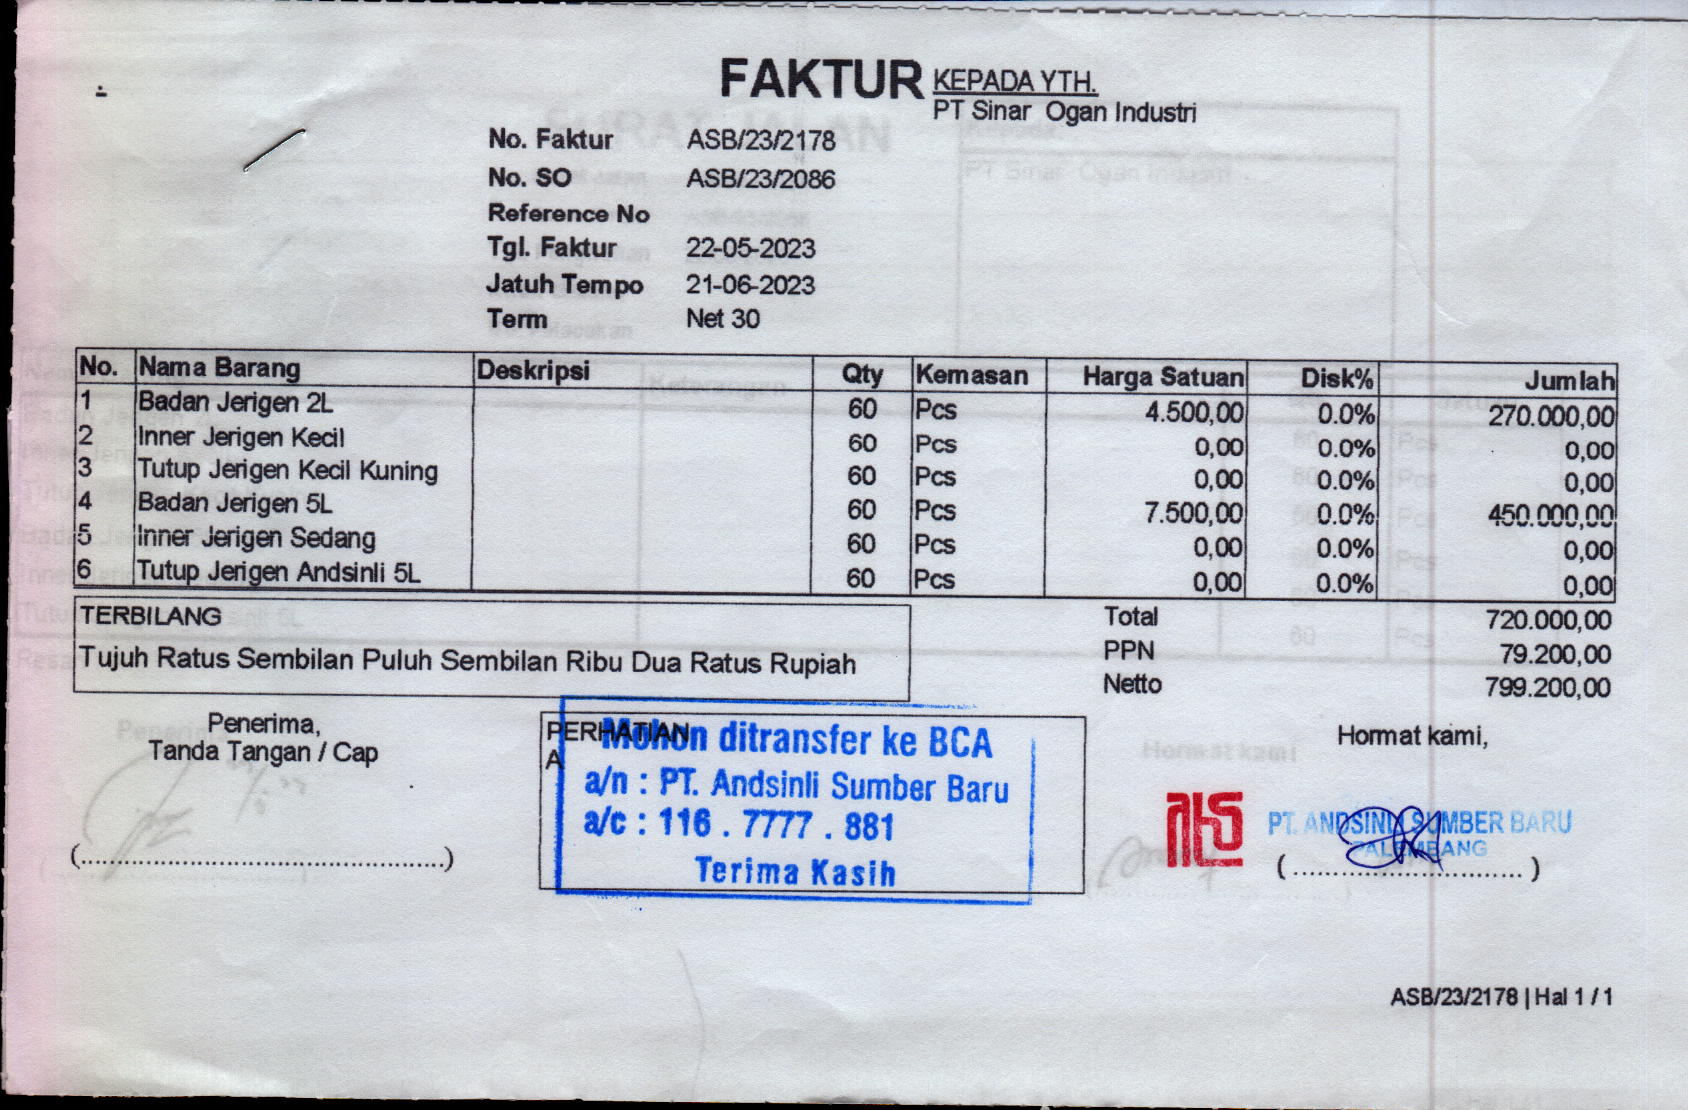 FAKTUR
KEPADA YTH.
PT Sinar Ogan Industri
No. Faktur ASB/23/2178
No. SO ASB/23/2086
Reference No
Tgl. Faktur 22-05-2023
Jatuh Tempo 21-06-2023
Term Net 30
No. Nama Barang Deskripsi Qty Kemasan Harga Satuan Disk% Jumlah
1 Badan Jerigen 2L 60 Pcs 4.500,00 0.0% 270.000,00
2 Inner Jerigen Kecil 60 Pcs 0,00 0.0% 0,00
3 Tutup Jerigen Kecil Kuning 60 Pcs 0,00 0.0% 0,00
4 Badan Jerigen 5L 60 Pcs 7.500,00 0.0% 450.000,00
5 Inner Jerigen Sedang 60 Pcs 0,00 0.0% 0,00
6 Tutup Jerigen Andsinli 5L 60 Pcs 0,00 0.0% 0,00
TERBILANG
Tujuh Ratus Sembilan Puluh Sembilan Ribu Dua Ratus Rupiah
Total 720.000,00
PPN 79.200,00
Netto 799.200,00
Penerima,
Tanda Tangan / Cap
(..............................................)
PERHATIAN
A
Mohon ditransfer ke BCA
a/n : PT. Andsinli Sumber Baru
a/c : 116 . 7777 . 881
Terima Kasih
Hormat kami,
PT. ANDSINLI SUMBER BARU
PALEMBANG
(.............................)
ASB/23/2178 | Hal 1 / 1